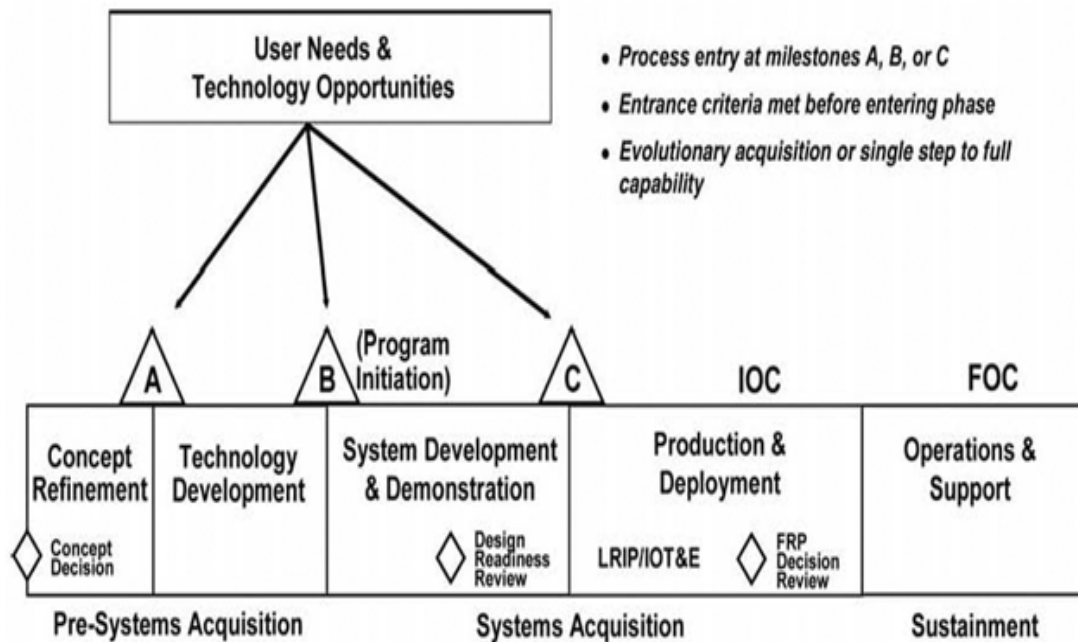 User Needs &
Technology Opportunities
• Process entry at milestones A, B, or C
• Entrance criteria met before entering phase
• Evolutionary acquisition or single step to full
capability
A
B
(Program
Initiation)
C
IOC
FOC
Concept
Refinement
Technology
Development
System Development
& Demonstration
Production &
Deployment
Operations &
Support
Concept
Decision
Design
Readiness
Review
LRIP/IOT&E
FRP
Decision
Review
Pre-Systems Acquisition
Systems Acquisition
Sustainment